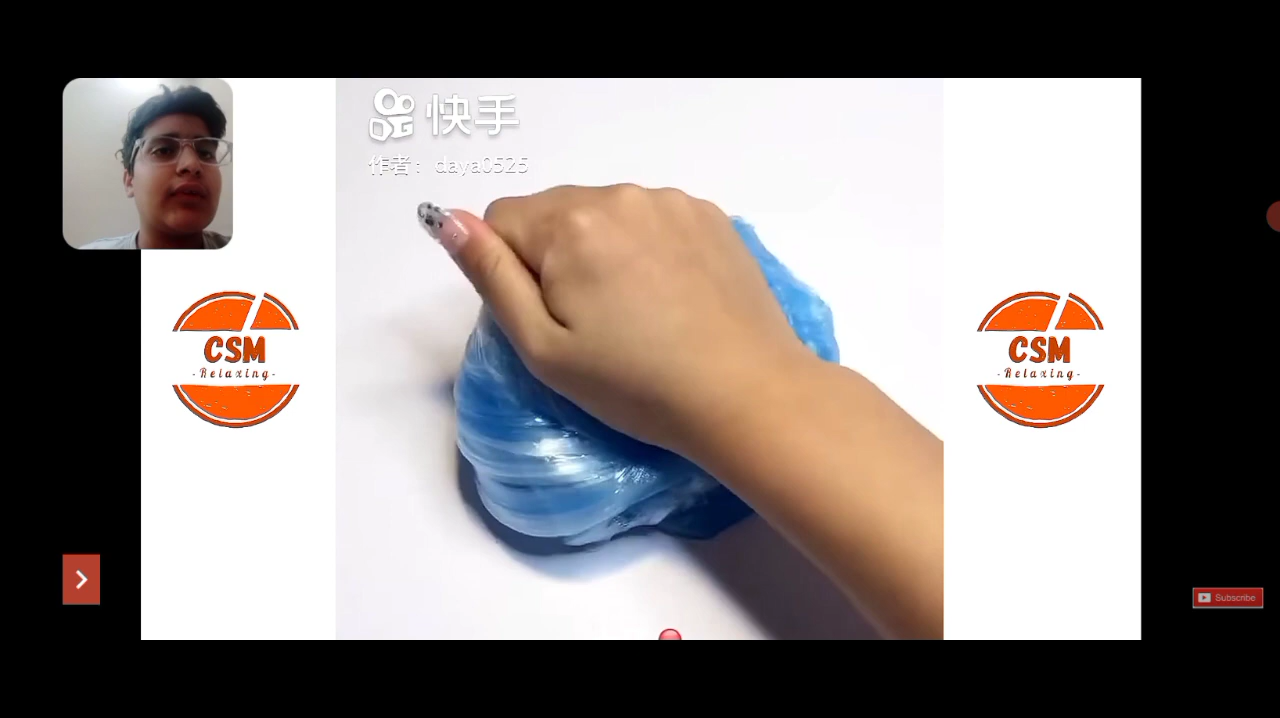 快手
作者： daya0525
CSM
-Relaxing-
CSM
-Relaxing-
Subscribe